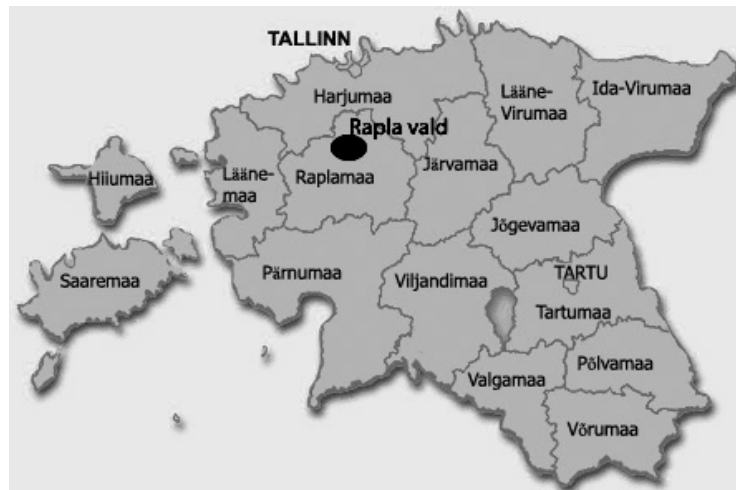 TALLINN
Harjumaa
Lääne-
Virumaa
Ida-Virumaa
Rapla vald
Hiiumaa
Lääne-
maa
Raplamaa
Järvamaa
Jõgevamaa
Saaremaa
Pärnumaa
Viljandimaa
TARTU
Tartumaa
Valgamaa
Põlvamaa
Võrumaa